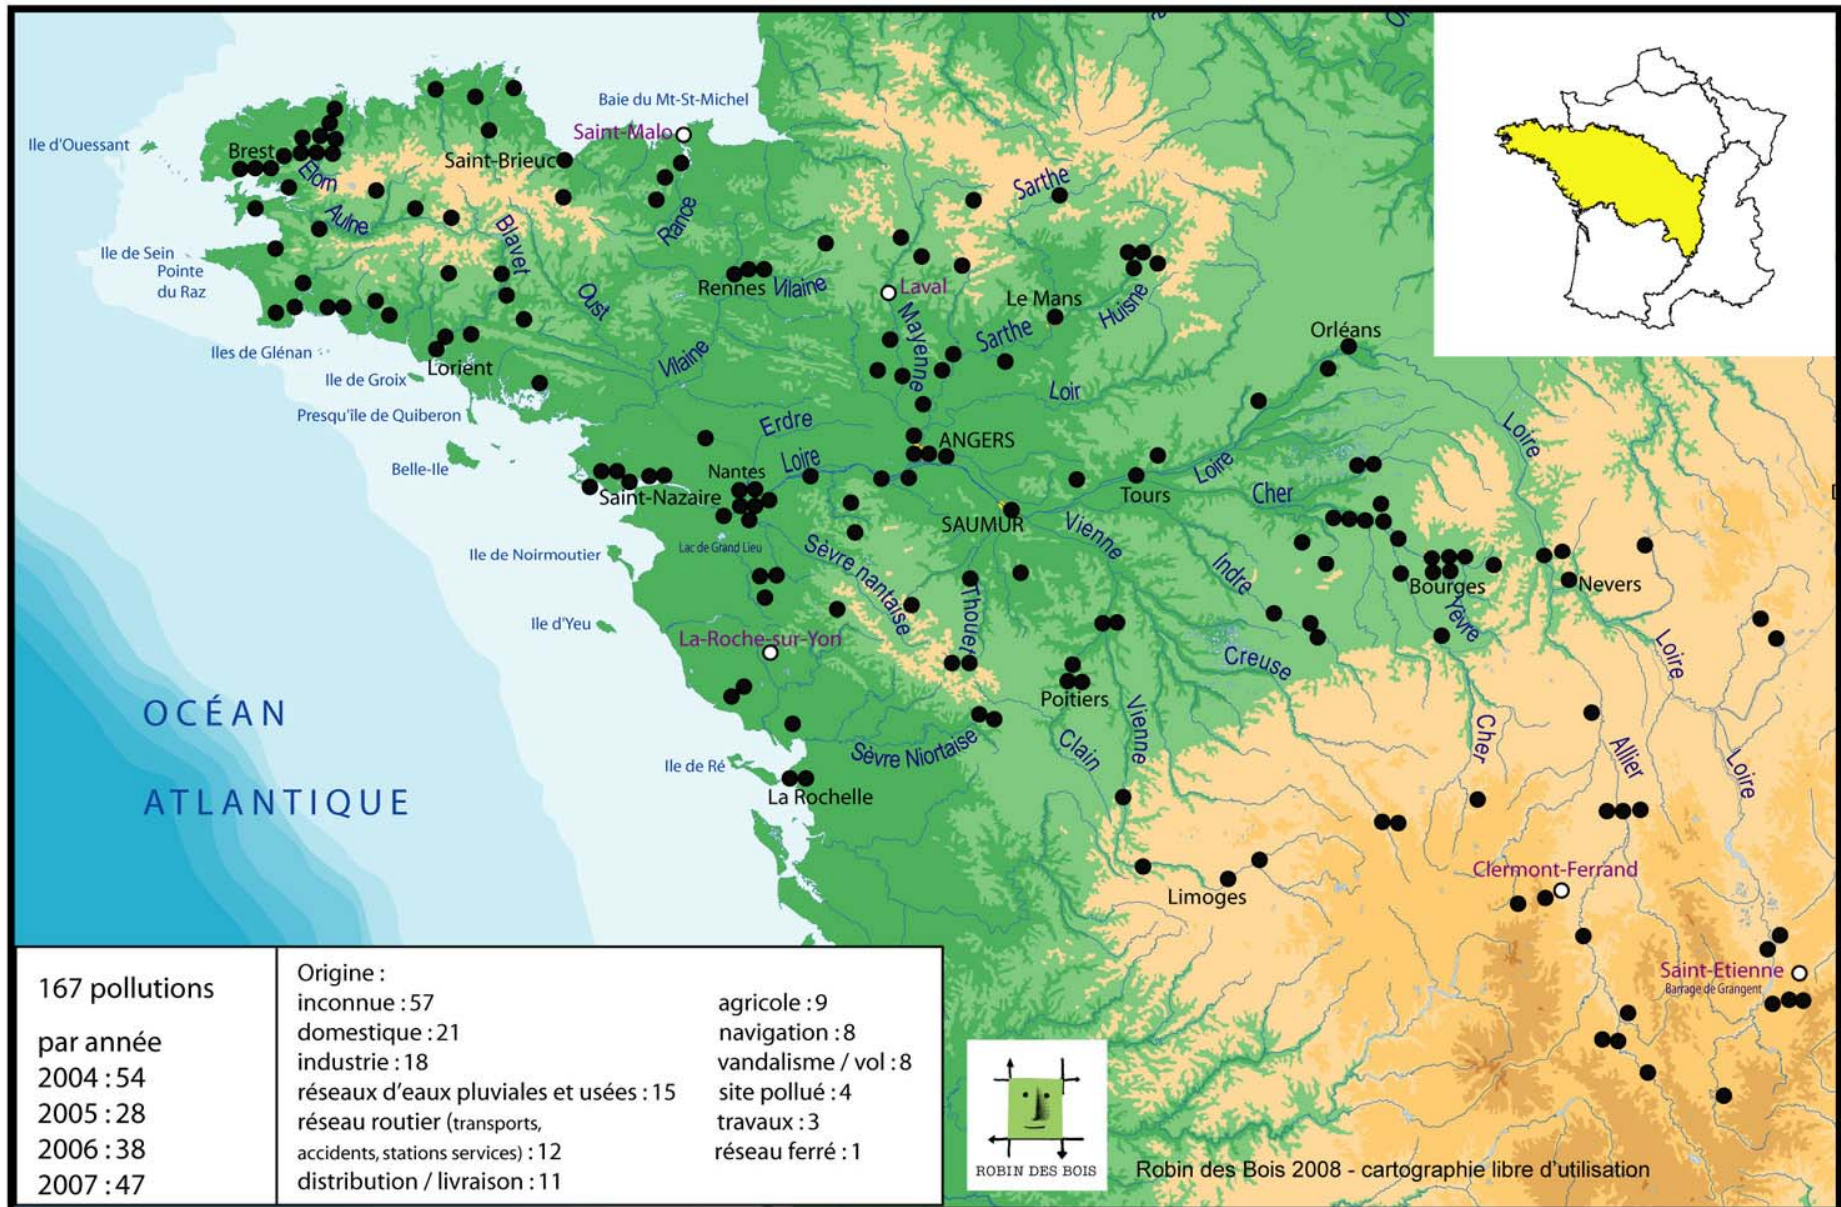 Baie du Mt-St-Michel
Saint-Malo
Ile d'Ouessant
Brest
Elorn
Saint-Brieuc
Sarthe
Aulne
Blavet
Rance
Ile de Sein
Pointe
du Raz
Oust
Rennes
Vilaine
Laval
Mayenne
Le Mans
Sarthe
Huisne
Orléans
Iles de Glénan
Lorient
Vilaine
Ile de Groix
Presqu'île de Quiberon
Loir
Erdre
ANGERS
Loire
Belle-Ile
Nantes
Loire
Loire
Saint-Nazaire
Tours
Cher
SAUMUR
Vienne
Lac de Grand Lieu
Ile de Noirmoutier
Sèvre nantaise
Indre
Bourges
Nevers
Yèvre
Thouet
Ile d'Yeu
La-Roche-sur-Yon
Creuse
Loire
Poitiers
Vienne
Clain
Sèvre Niortaise
Cher
Allier
Loire
OCÉAN
ATLANTIQUE
Ile de Ré
La Rochelle
Limoges
Clermont-Ferrand
Saint-Etienne
Barrage de Grangent
167 pollutions
par année
2004 : 54
2005 : 28
2006 : 38
2007 : 47
Origine :
inconnue : 57
domestique : 21
industrie : 18
réseaux d'eaux pluviales et usées : 15
réseau routier (transports,
accidents, stations services) : 12
distribution / livraison : 11
agricole : 9
navigation : 8
vandalisme / vol : 8
site pollué : 4
travaux : 3
réseau ferré : 1
ROBIN DES BOIS
Robin des Bois 2008 - cartographie libre d'utilisation